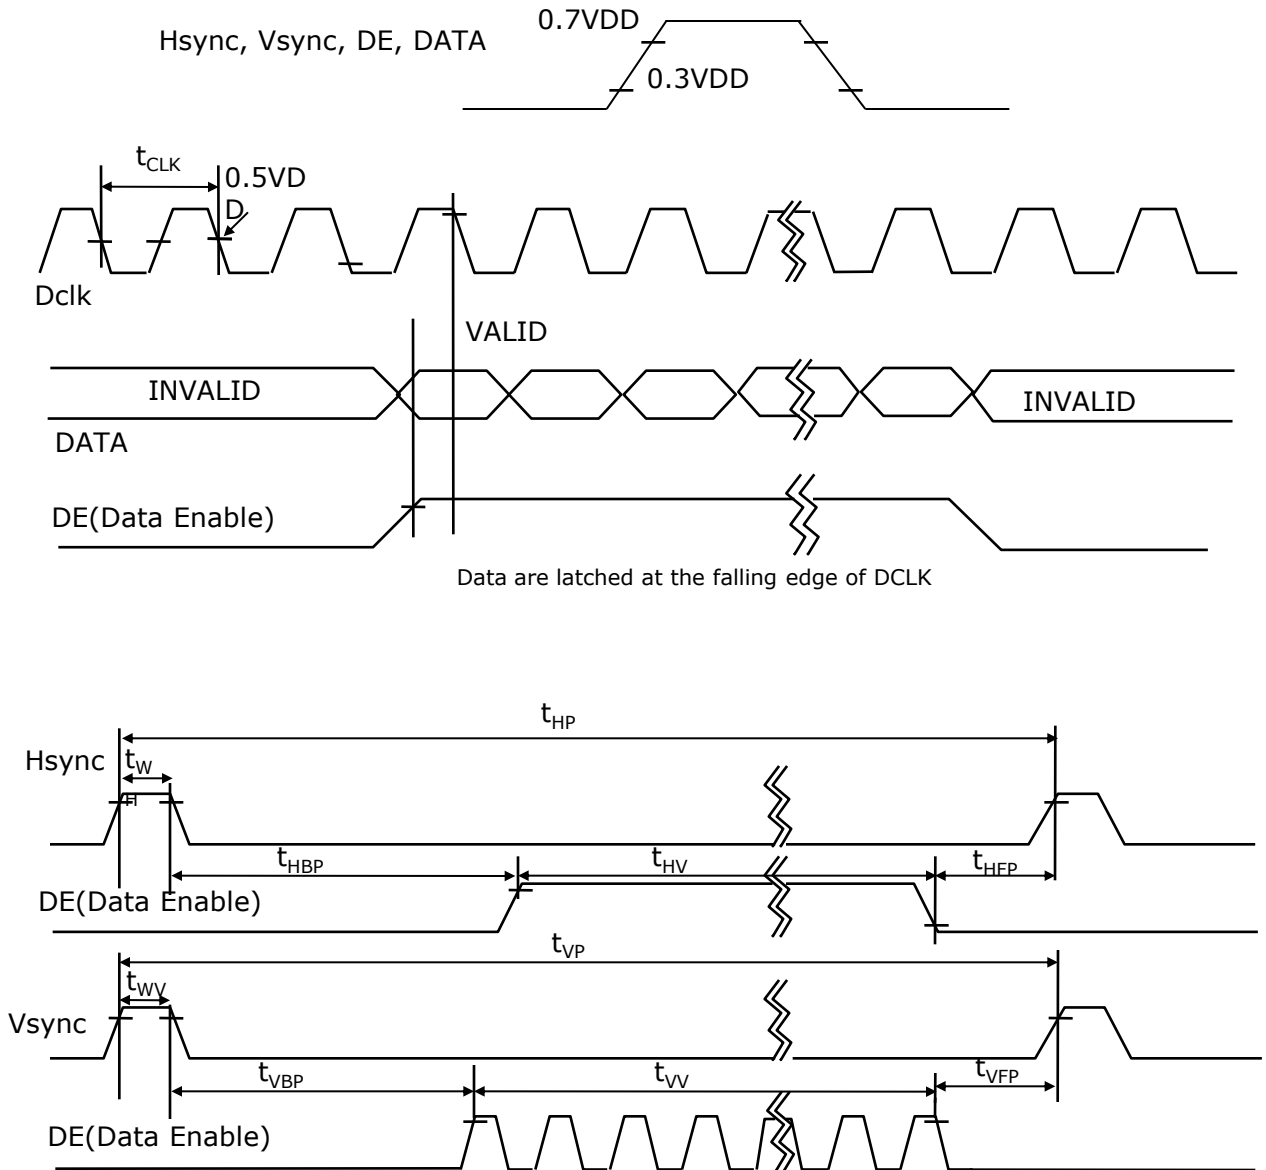 0.7VDD
Hsync, Vsync, DE, DATA
0.3VDD
tCLK
0.5VD
D
Dclk
VALID
INVALID
INVALID
DATA
DE(Data Enable)
Data are latched at the falling edge of DCLK
tHP
Hsync
tW
H
tHBP
tHV
tHFP
DE(Data Enable)
tVP
tWV
Vsync
tVBP
tVV
tVFP
DE(Data Enable)